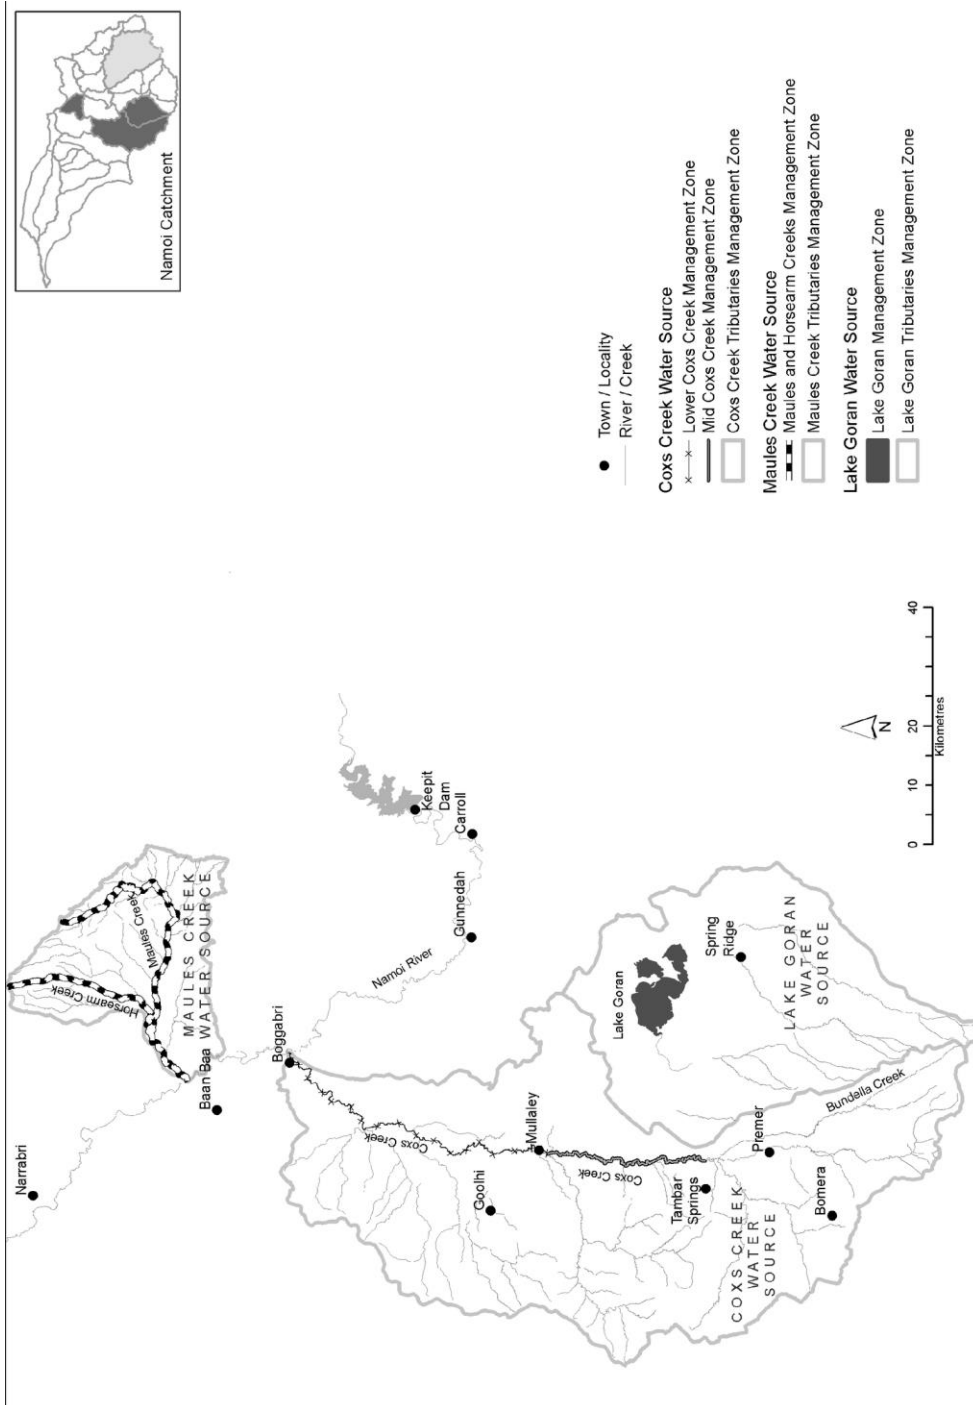 Namoi Catchment
Town / Locality
River / Creek
Coxs Creek Water Source
Lower Coxs Creek Management Zone
Mid Coxs Creek Management Zone
Coxs Creek Tributaries Management Zone
Maules Creek Water Source
Maules and Horsearm Creeks Management Zone
Maules Creek Tributaries Management Zone
Lake Goran Water Source
Lake Goran Management Zone
Lake Goran Tributaries Management Zone
Narrabri
Horsearm Creek
Maules Creek
MAULES CREEK
WATER SOURCE
Baan Baa
Boggabri
Namoi River
Gunnedah
Keepit
Dam
Carroll
Coxs Creek
Goolhi
Mullaley
Coxs Creek
Tambar
Springs
Lake Goran
Spring
Ridge
LAKE GORAN
WATER
SOURCE
COXS CREEK
WATER
SOURCE
Premer
Bomera
Bundella Creek
N
0
10
20
40
Kilometres